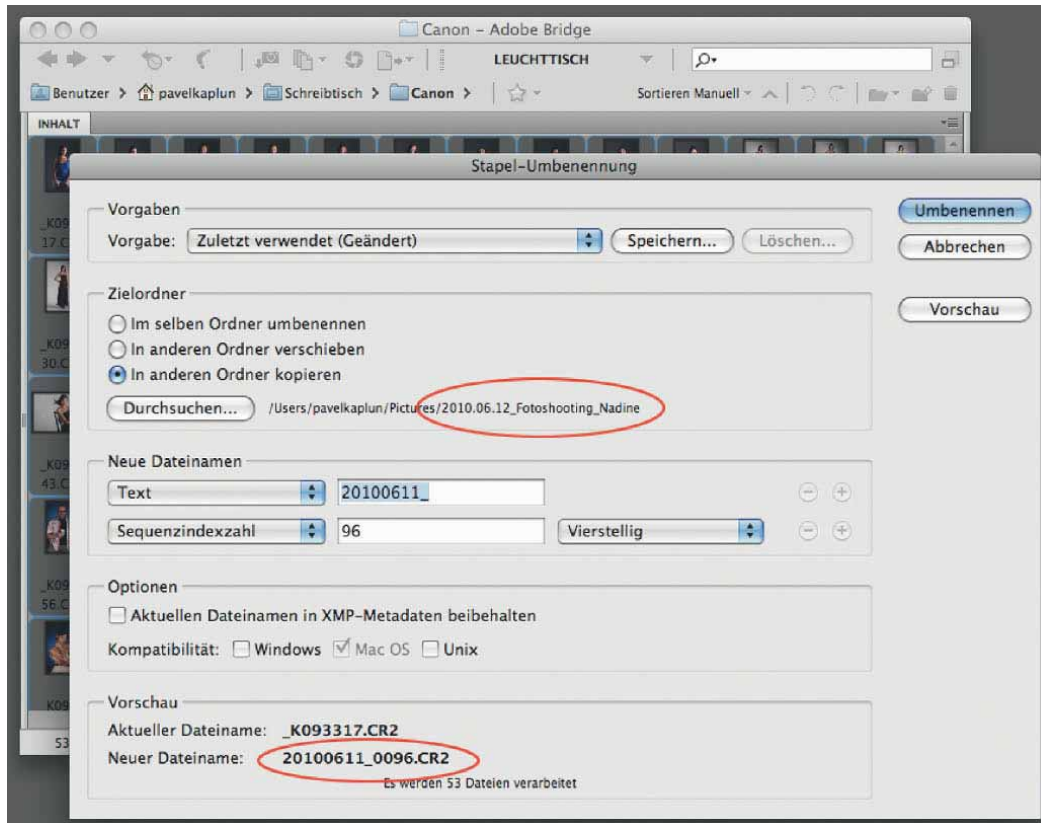 Canon – Adobe Bridge
LEUCHTTISCH
Benutzer > pavelkaplun > Schreibtisch > Canon > Sortieren Manuell
INHALT
Stapel-Umbenennung
Vorgaben
Umbenennen
Vorgabe: Zuletzt verwendet (Geändert) Speichern... Löschen...
Abbrechen
Zielordner
Vorschau
Im selben Ordner umbenennen
In anderen Ordner verschieben
In anderen Ordner kopieren
Durchsuchen... /Users/pavelkaplun/Pictures/2010.06.12_Fotoshooting_Nadine
Neue Dateinamen
Text 20100611_
Sequenzindexzahl 96 Vierstellig
Optionen
Aktuellen Dateinamen in XMP-Metadaten beibehalten
Kompatibilität: Windows Mac OS Unix
Vorschau
Aktueller Dateiname: _K093317.CR2
Neuer Dateiname: 20100611_0096.CR2
Es werden 53 Dateien verarbeitet
53